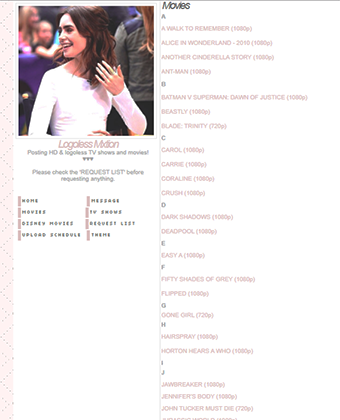 Logoless Mxtion
Posting HD & logoless TV shows and movies!
♥♥♥
Please check the 'REQUEST LIST' before
requesting anything.
HOME
MESSAGE
MOVIES
TV SHOWS
DISNEY MOVIES
REQUEST LIST
UPLOAD SCHEDULE
THEME
Movies
A
A WALK TO REMEMBER (1080p)
ALICE IN WONDERLAND - 2010 (1080p)
ANOTHER CINDERELLA STORY (1080p)
ANT-MAN (1080p)
B
BATMAN V SUPERMAN: DAWN OF JUSTICE (1080p)
BEASTLY (1080p)
BLADE: TRINITY (720p)
C
CAROL (1080p)
CARRIE (1080p)
CORALINE (1080p)
CRUSH (1080p)
D
DARK SHADOWS (1080p)
DEADPOOL (1080p)
E
EASY A (1080p)
F
FIFTY SHADES OF GREY (1080p)
FLIPPED (1080p)
G
GONE GIRL (720p)
H
HAIRSPRAY (1080p)
HORTON HEARS A WHO (1080p)
I
J
JAWBREAKER (1080p)
JENNIFER'S BODY (1080p)
JOHN TUCKER MUST DIE (720p)
JURASSIC WORLD (1080p)